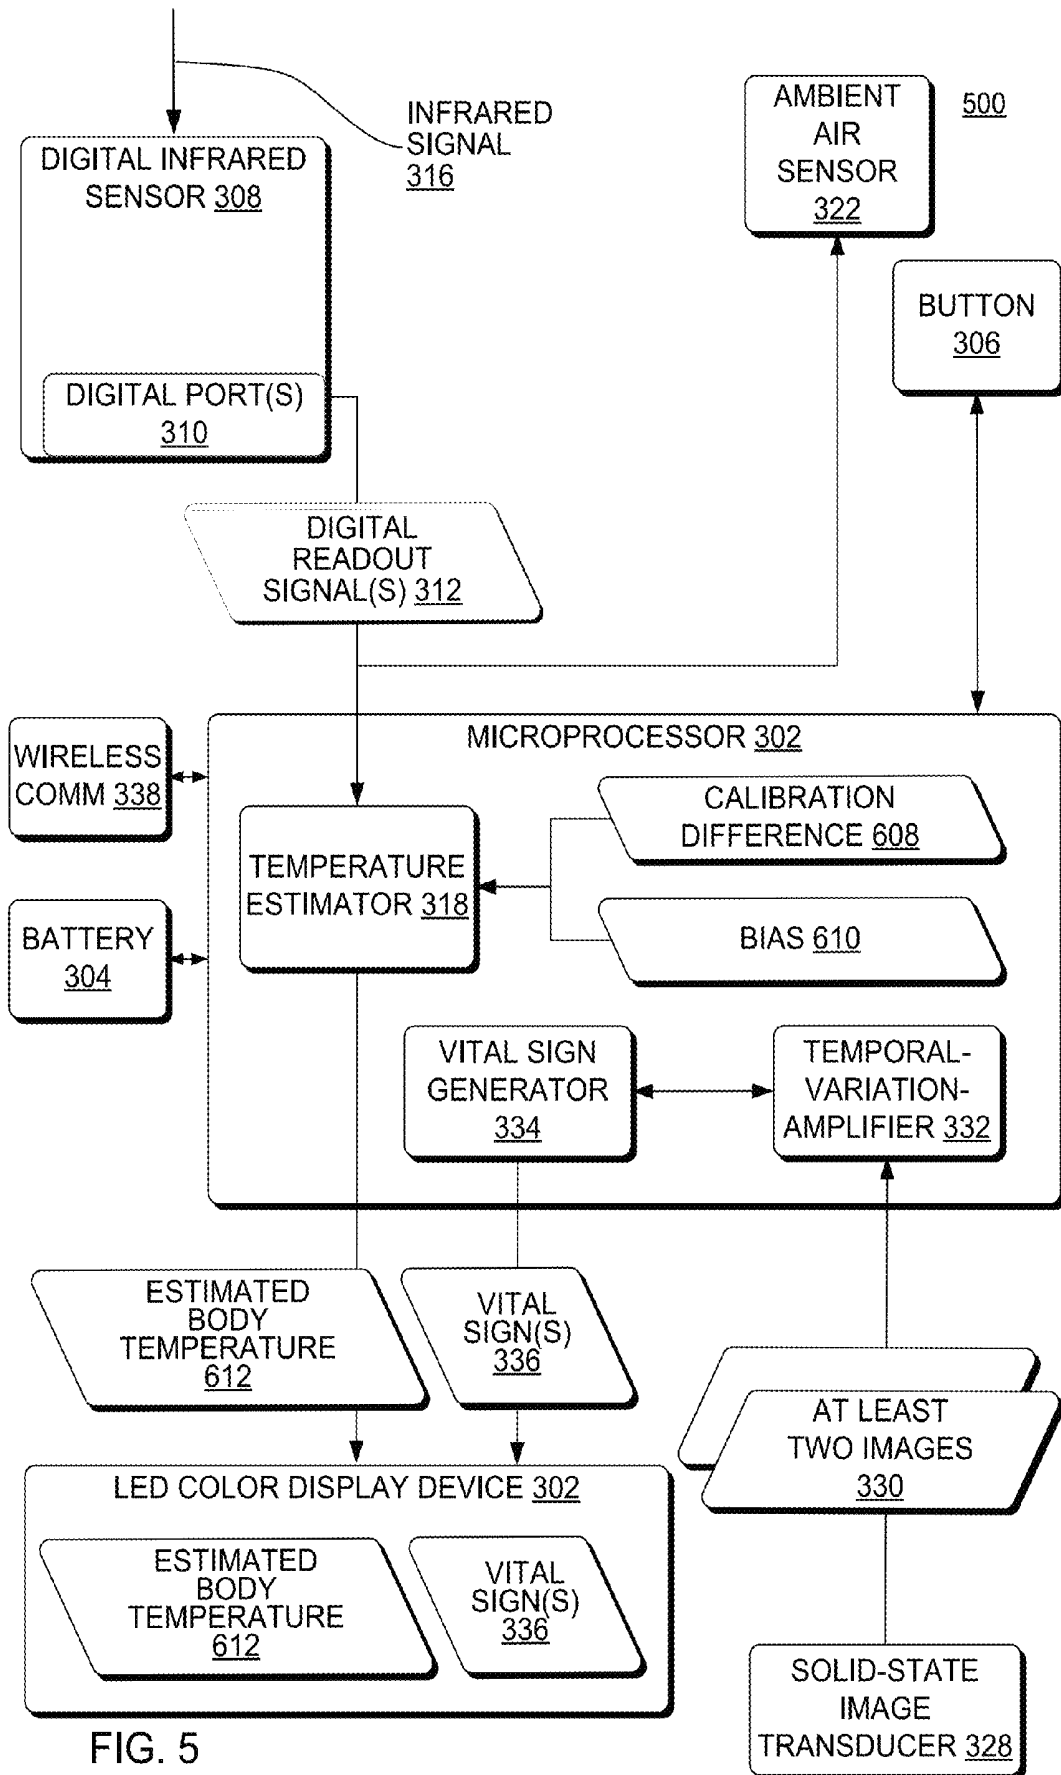 INFRARED
SIGNAL
316
AMBIENT
AIR
SENSOR
322
500
DIGITAL INFRARED
SENSOR 308
BUTTON
306
DIGITAL PORT(S)
310
DIGITAL
READOUT
SIGNAL(S) 312
MICROPROCESSOR 302
WIRELESS
COMM 338
CALIBRATION
DIFFERENCE 608
TEMPERATURE
ESTIMATOR 318
BATTERY
304
BIAS 610
VITAL SIGN
GENERATOR
334
TEMPORAL-
VARIATION-
AMPLIFIER 332
ESTIMATED
BODY
TEMPERATURE
612
VITAL
SIGN(S)
336
AT LEAST
TWO IMAGES
330
LED COLOR DISPLAY DEVICE 302
ESTIMATED
BODY
TEMPERATURE
612
VITAL
SIGN(S)
336
SOLID-STATE
IMAGE
TRANSDUCER 328
FIG. 5